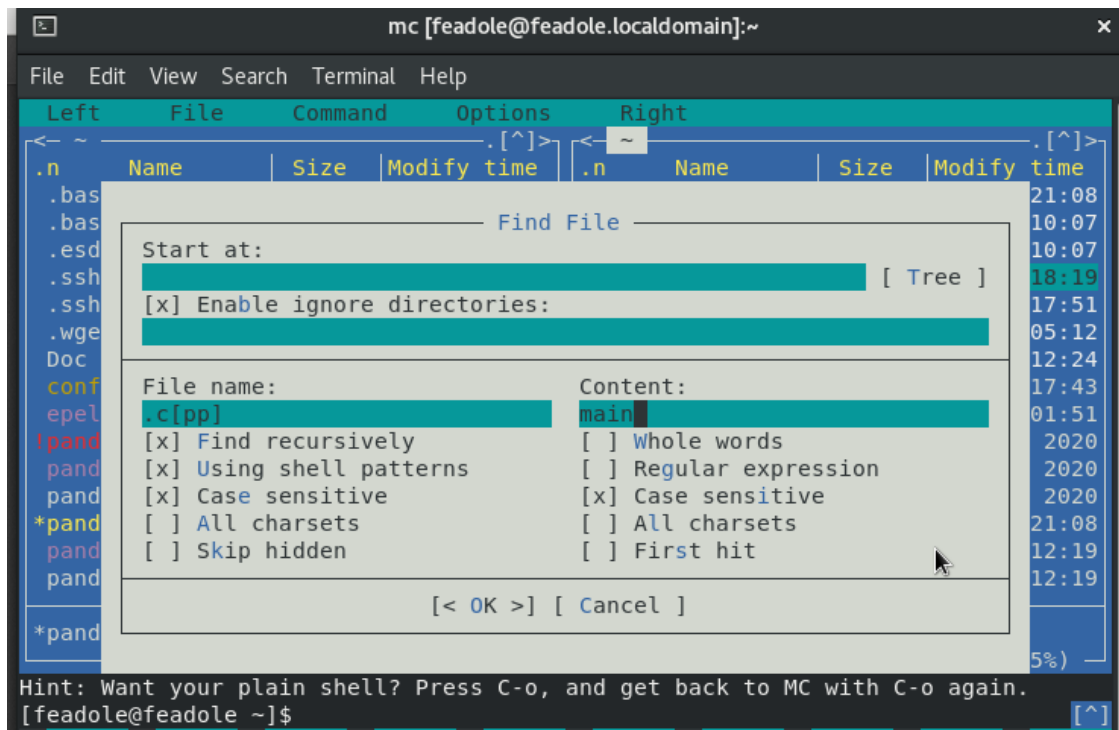 mc [feadole@feadole.localdomain]:~ ×
File Edit View Search Terminal Help
Left File Command Options Right
<— ~ .[^]> <— ~ .[^]>
.n Name Size Modify time .n Name Size Modify time
.bas 21:08
.bas Find File 10:07
.esd Start at: 10:07
.ssh [ Tree ] 18:19
.ssh [x] Enable ignore directories: 17:51
.wge 05:12
Doc 12:24
conf File name: Content: 17:43
epel .c[pp] main 01:51
!pand [x] Find recursively [ ] Whole words 2020
pand [x] Using shell patterns [ ] Regular expression 2020
pand [x] Case sensitive [x] Case sensitive 2020
*pand [ ] All charsets [ ] All charsets 21:08
pand [ ] Skip hidden [ ] First hit 12:19
pand 12:19
[< OK >] [ Cancel ]
*pand
5%)
Hint: Want your plain shell? Press C-o, and get back to MC with C-o again.
[feadole@feadole ~]$ [^]